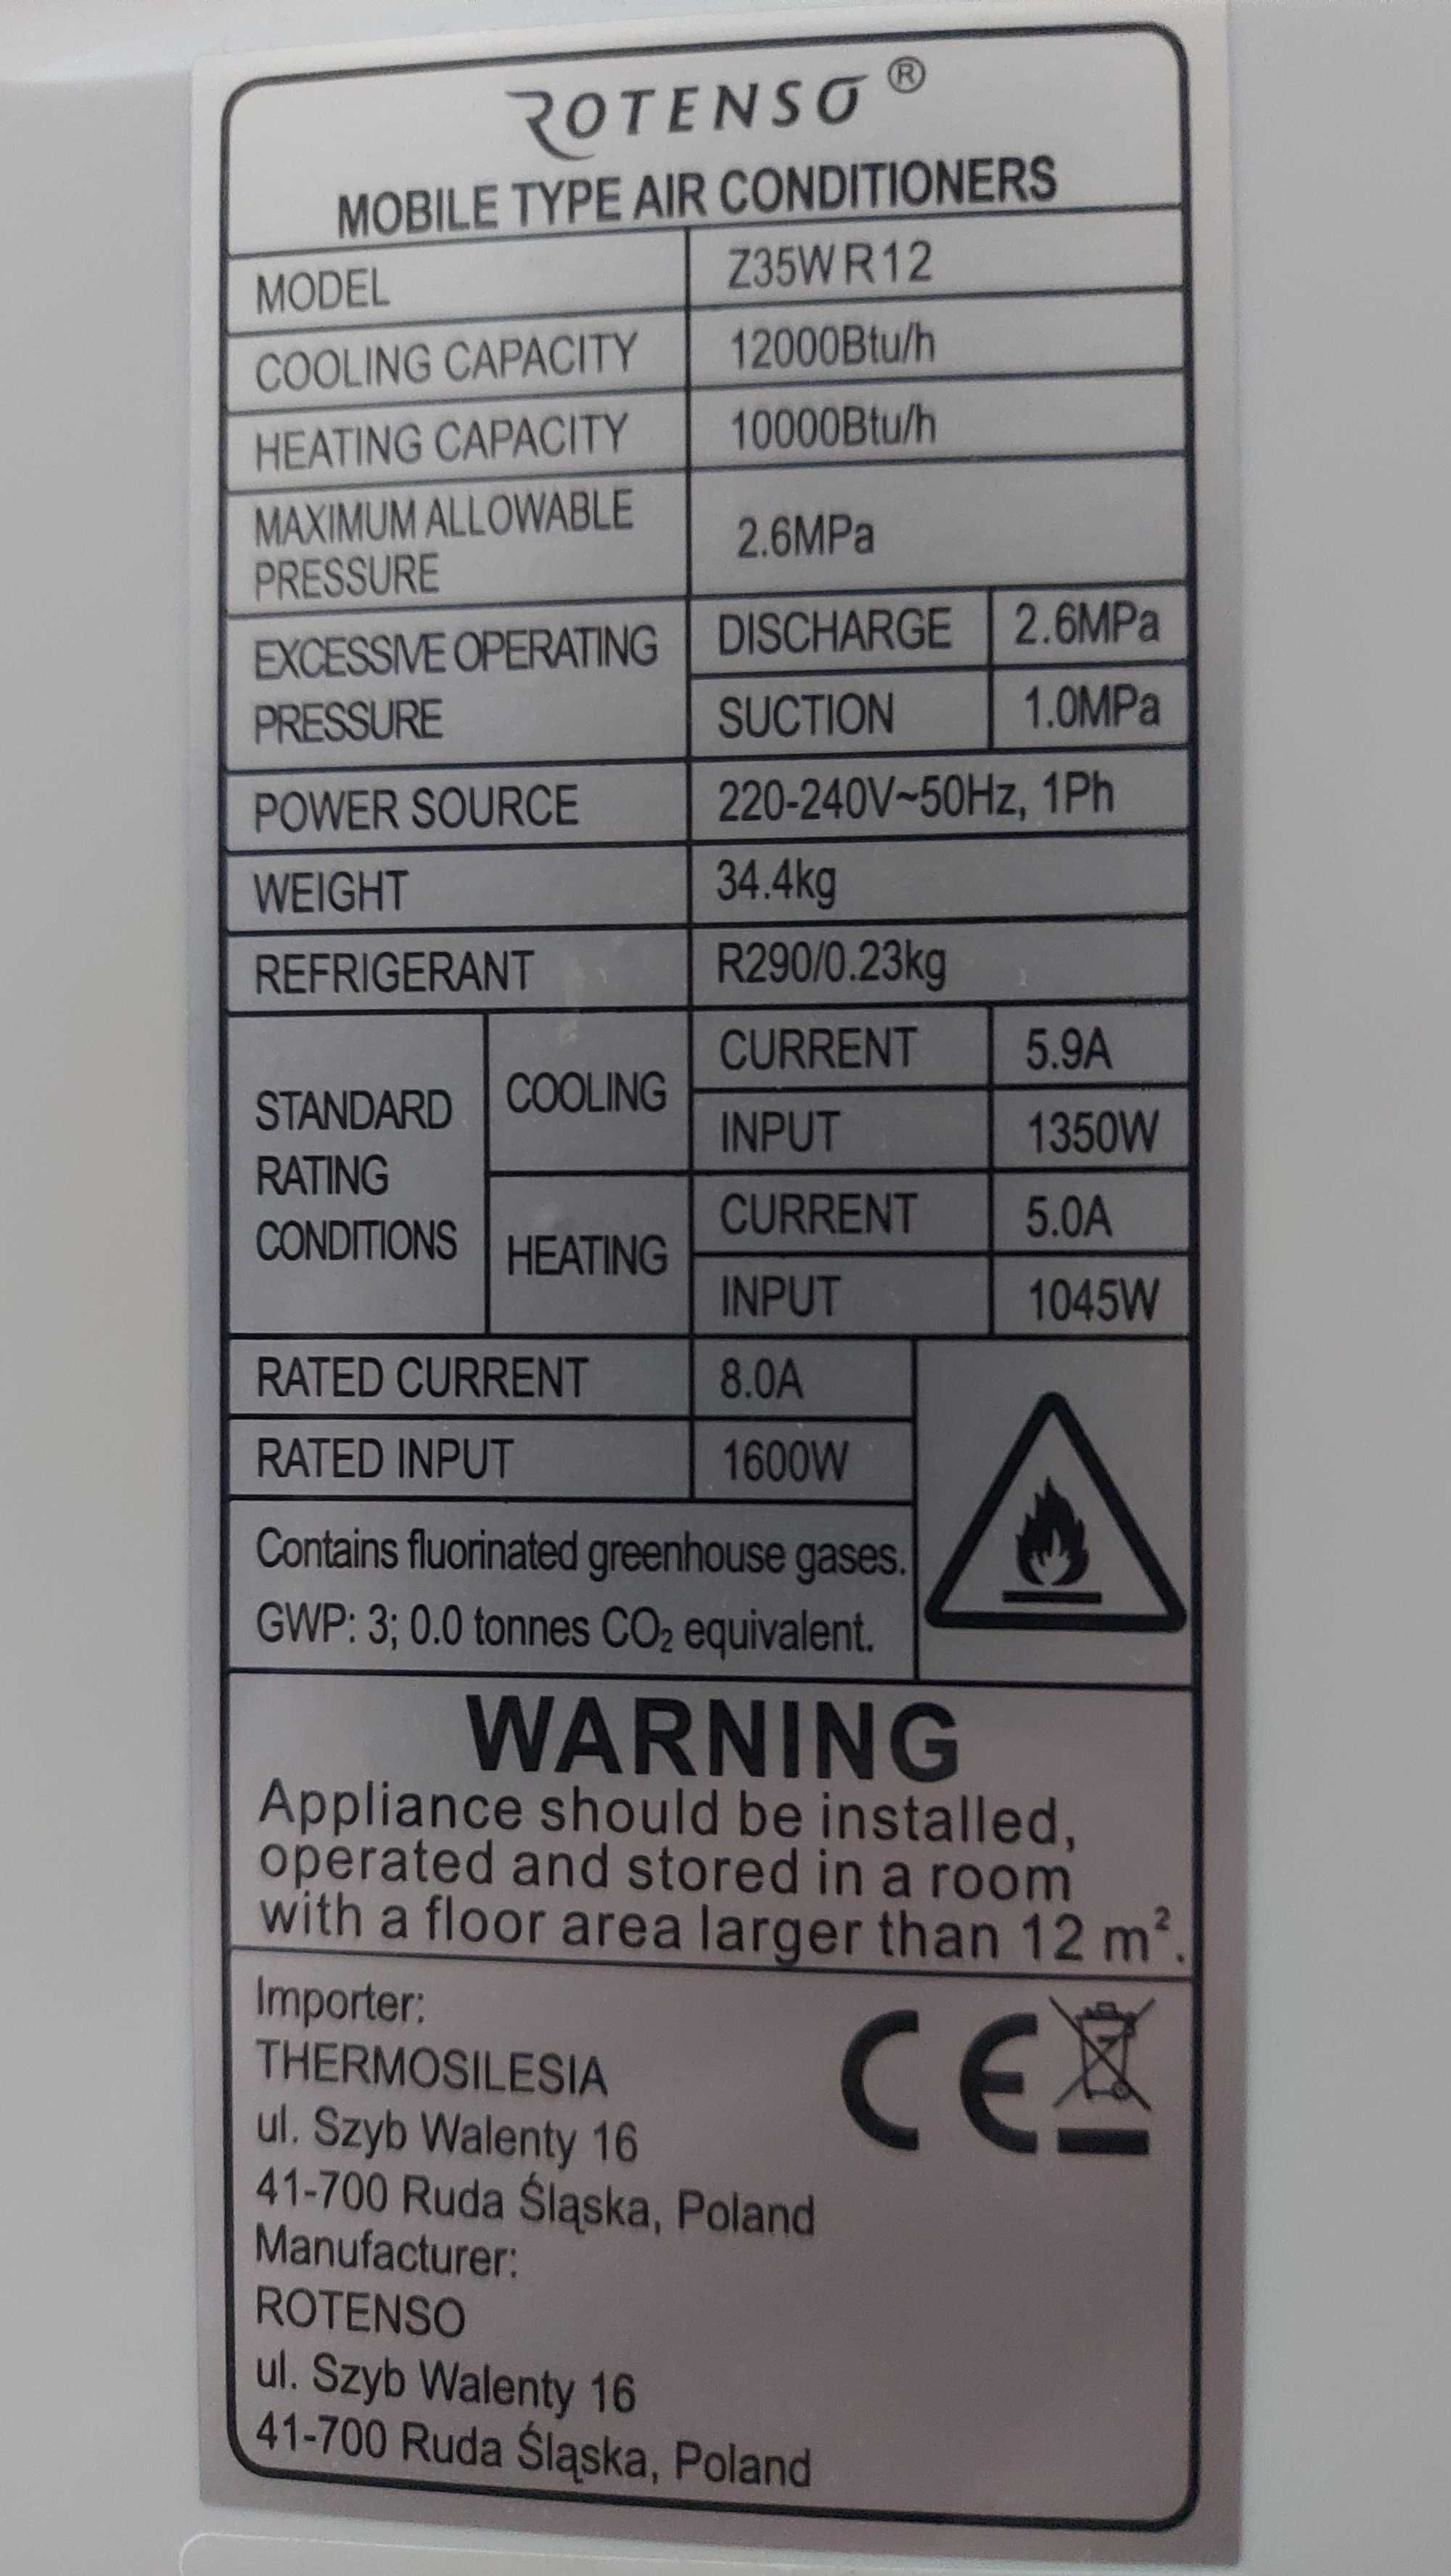 ROTENSO®
MOBILE TYPE AIR CONDITIONERS
MODEL Z35WR12
COOLING CAPACITY 12000Btu/h
HEATING CAPACITY 10000Btu/h
MAXIMUM ALLOWABLE
PRESSURE 2.6MPa
EXCESSIVE OPERATING
PRESSURE
DISCHARGE 2.6MPa
SUCTION 1.0MPa
POWER SOURCE 220-240V~50Hz, 1Ph
WEIGHT 34.4kg
REFRIGERANT R290/0.23kg
STANDARD
RATING
CONDITIONS
COOLING
CURRENT 5.9A
INPUT 1350W
HEATING
CURRENT 5.0A
INPUT 1045W
RATED CURRENT 8.0A
RATED INPUT 1600W
Contains fluorinated greenhouse gases.
GWP: 3; 0.0 tonnes CO₂ equivalent.
WARNING
Appliance should be installed,
operated and stored in a room
with a floor area larger than 12 m².
Importer:
THERMOSILESIA
ul. Szyb Walenty 16
41-700 Ruda Śląska, Poland
CE
Manufacturer:
ROTENSO
ul. Szyb Walenty 16
41-700 Ruda Śląska, Poland